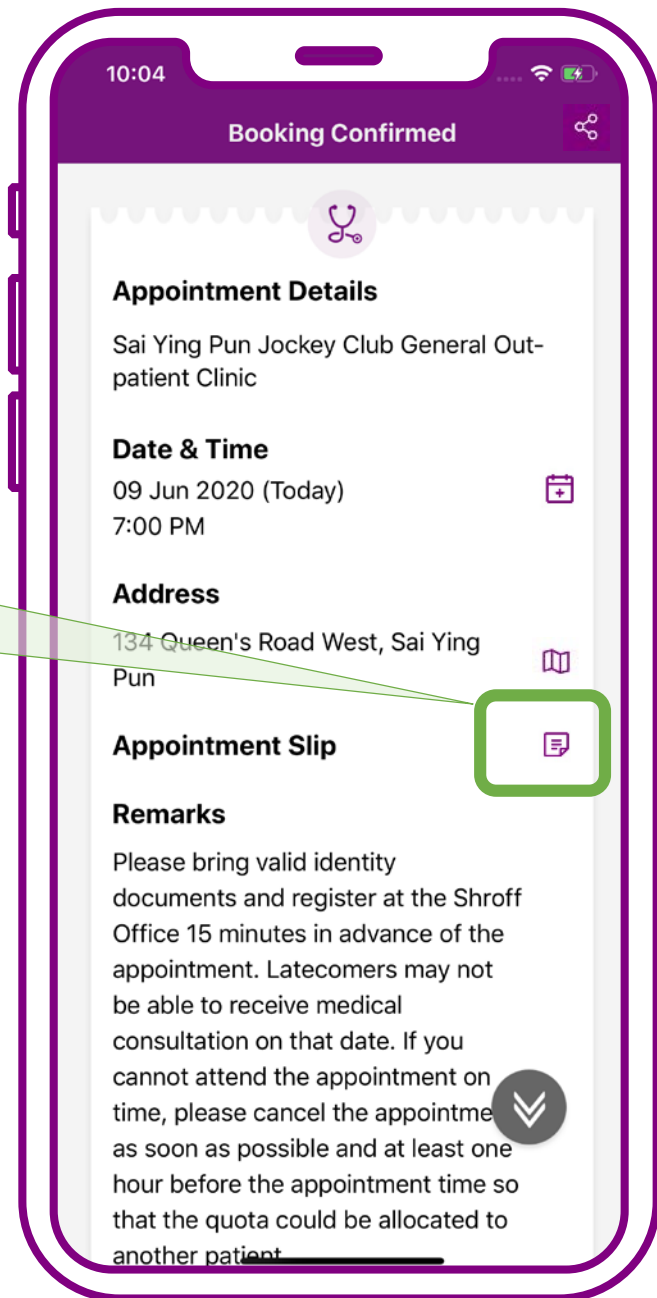 10:04
Booking Confirmed
Appointment Details
Sai Ying Pun Jockey Club General Out-
patient Clinic
Date & Time
09 Jun 2020 (Today)
7:00 PM
Address
134 Queen's Road West, Sai Ying
Pun
Appointment Slip
Remarks
Please bring valid identity
documents and register at the Shroff
Office 15 minutes in advance of the
appointment. Latecomers may not
be able to receive medical
consultation on that date. If you
cannot attend the appointment on
time, please cancel the appointme
as soon as possible and at least one
hour before the appointment time so
that the quota could be allocated to
another patient